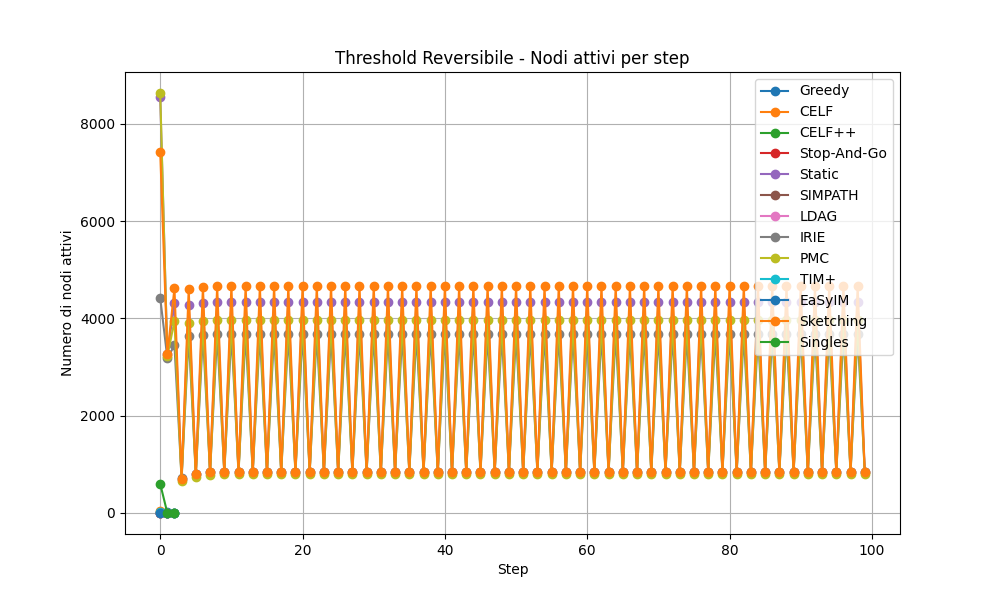 Threshold Reversibile - Nodi attivi per step
Numero di nodi attivi
8000
6000
4000
2000
0
0
20
40
60
80
100
Step
Greedy
CELF
CELF++
Stop-And-Go
Static
SIMPATH
LDAG
IRIE
PMC
TIM+
EaSyIM
Sketching
Singles